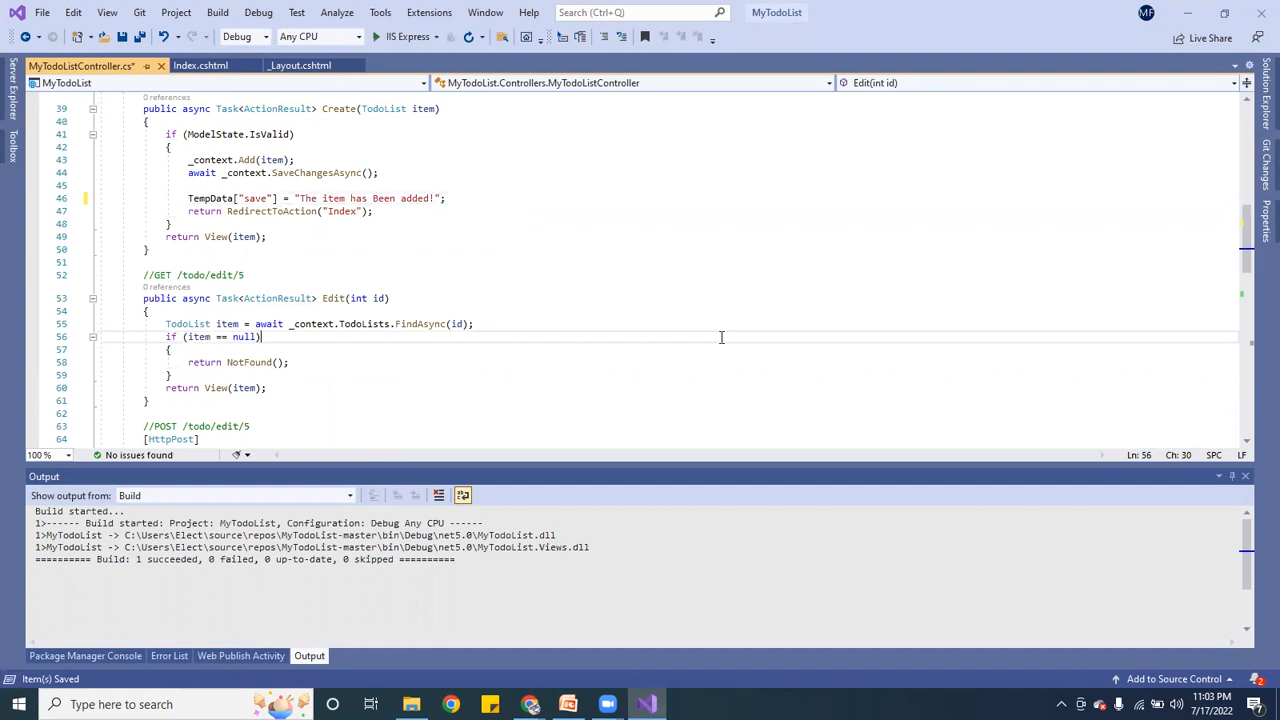 File Edit View Git Project Build Debug Test Analyze Tools Extensions Window Help Search (Ctrl+Q) MyTodoList MF
Debug Any CPU IIS Express Live Share
MyTodoListController.cs* Index.cshtml _Layout.cshtml
MyTodoList MyTodoList.Controllers.MyTodoListController Edit(int id)
0 references
39 public async Task<ActionResult> Create(TodoList item)
40 {
41 if (ModelState.IsValid)
42 {
43 _context.Add(item);
44 await _context.SaveChangesAsync();
45
46 TempData["save"] = "The item has Been added!";
47 return RedirectToAction("Index");
48 }
49 return View(item);
50 }
51
52 //GET /todo/edit/5
0 references
53 public async Task<ActionResult> Edit(int id)
54 {
55 TodoList item = await _context.TodoLists.FindAsync(id);
56 if (item == null)
57 {
58 return NotFound();
59 }
60 return View(item);
61 }
62
63 //POST /todo/edit/5
64 [HttpPost]
100 % No issues found Ln: 56 Ch: 30 SPC LF
Server Explorer
Toolbox
Solution Explorer
Git Changes
Properties
Output
Show output from: Build
Build started...
1>------ Build started: Project: MyTodoList, Configuration: Debug Any CPU ------
1>MyTodoList -> C:\Users\Elect\source\repos\MyTodoList-master\bin\Debug\net5.0\MyTodoList.dll
1>MyTodoList -> C:\Users\Elect\source\repos\MyTodoList-master\bin\Debug\net5.0\MyTodoList.Views.dll
========== Build: 1 succeeded, 0 failed, 0 up-to-date, 0 skipped ==========
Package Manager Console Error List Web Publish Activity Output
Item(s) Saved Add to Source Control 2
Type here to search 11:03 PM
7/17/2022